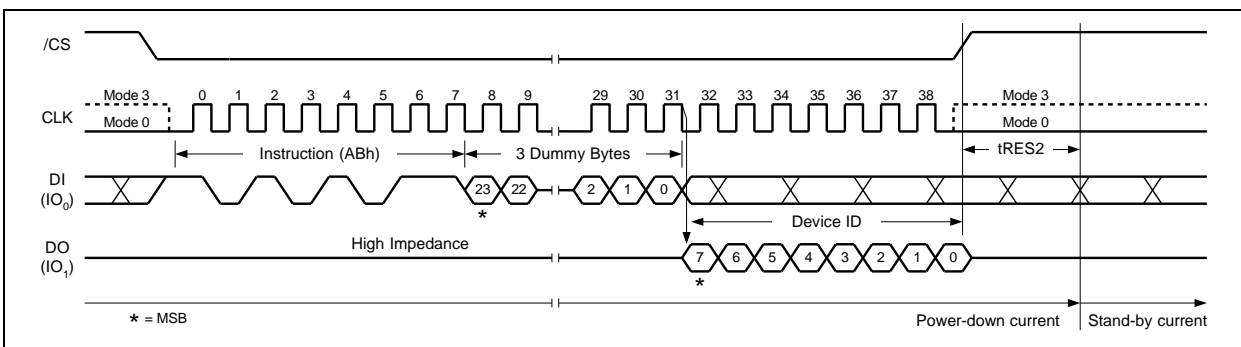 /CS
Mode 3 0 1 2 3 4 5 6 7 8 9 29 30 31 32 33 34 35 36 37 38 Mode 3
CLK
Mode 0 Mode 0
Instruction (ABh) 3 Dummy Bytes tRES2
DI
(IO0)
23 22 2 1 0
*
Device ID
High Impedance
DO
(IO1)
7 6 5 4 3 2 1 0
*
* = MSB
Power-down current Stand-by current